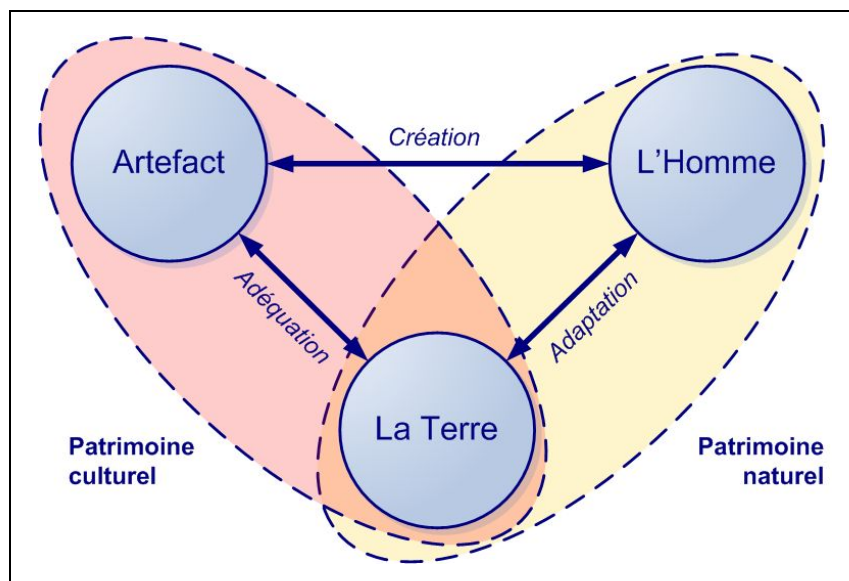 Création
Artefact
L'Homme
Adéquation
Adaptation
La Terre
Patrimoine
culturel
Patrimoine
naturel